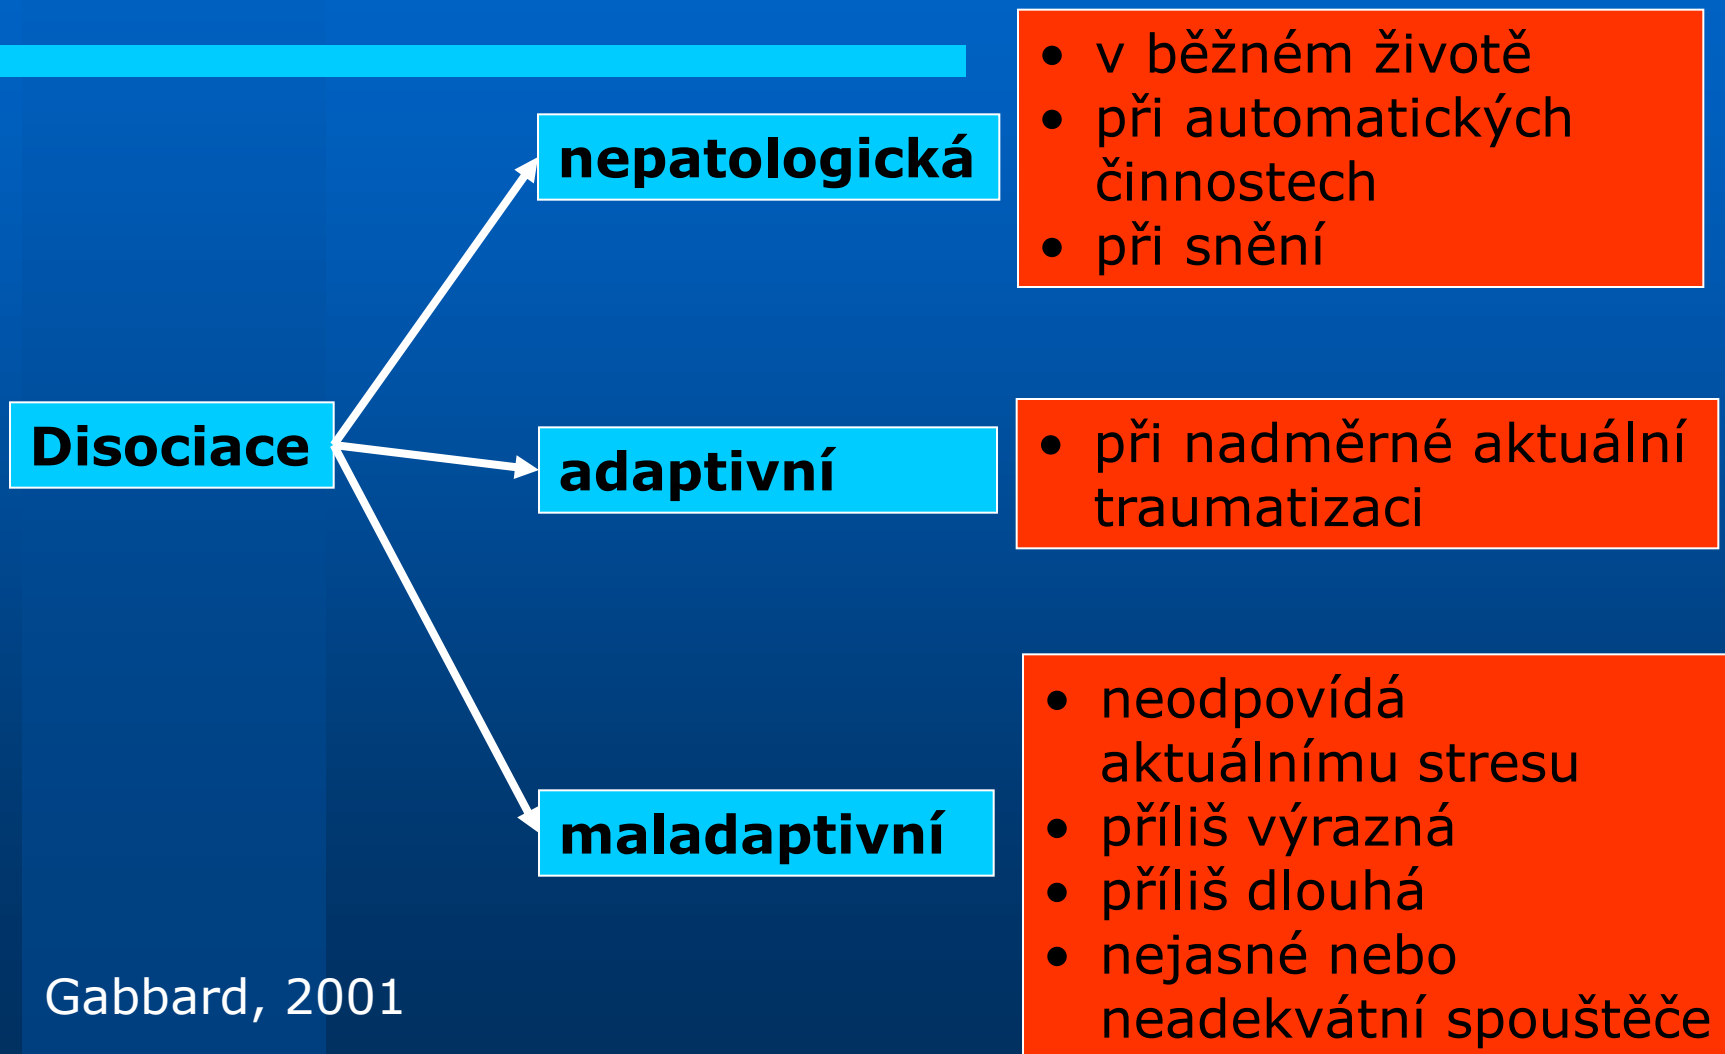 • v běžném životě
• při automatických
činnostech
• při snění
nepatologická
Disociace
adaptivní
• při nadměrné aktuální
traumatizaci
maladaptivní
• neodpovídá
aktuálnímu stresu
• příliš výrazná
• příliš dlouhá
• nejasné nebo
neadekvátní spouštěče
Gabbard, 2001